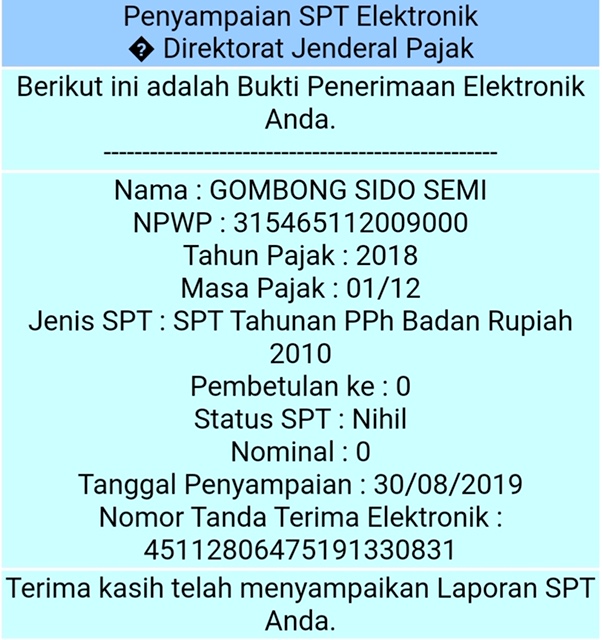 Penyampaian SPT Elektronik
� Direktorat Jenderal Pajak
Berikut ini adalah Bukti Penerimaan Elektronik
Anda.
---------------------------------------------------
Nama : GOMBONG SIDO SEMI
NPWP : 315465112009000
Tahun Pajak : 2018
Masa Pajak : 01/12
Jenis SPT : SPT Tahunan PPh Badan Rupiah
2010
Pembetulan ke : 0
Status SPT : Nihil
Nominal : 0
Tanggal Penyampaian : 30/08/2019
Nomor Tanda Terima Elektronik :
45112806475191330831
Terima kasih telah menyampaikan Laporan SPT
Anda.